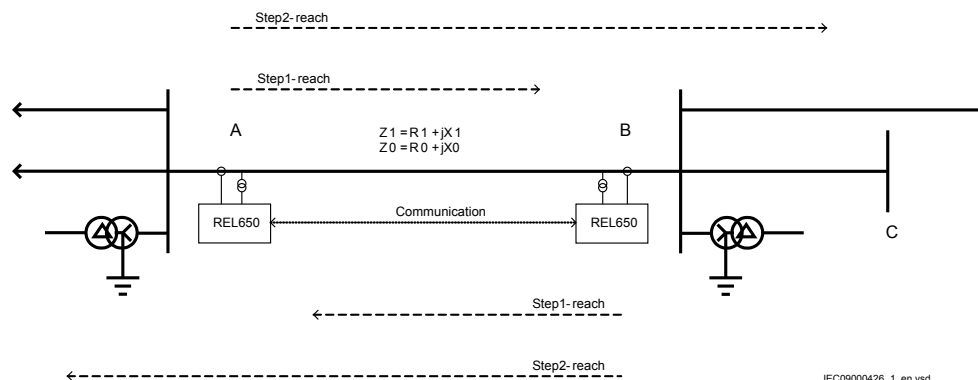 Step2-reach
Step1-reach
A
B
Z1=R1+jX1
Z0=R0+jX0
REL650
Communication
REL650
C
Step1-reach
Step2-reach
IEC09000426_1_en.vsd